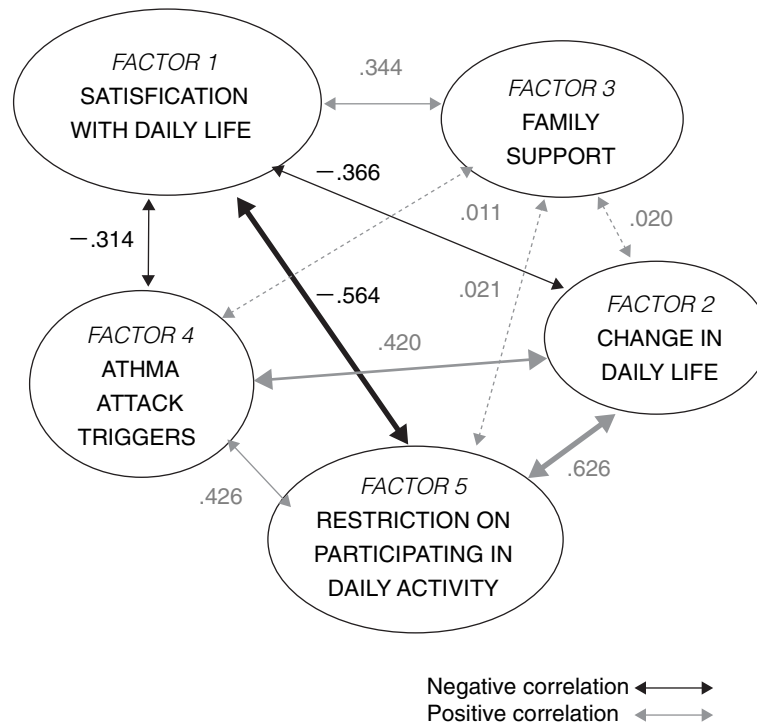 FACTOR 1
SATISFICATION
WITH DAILY LIFE
.344
FACTOR 3
FAMILY
SUPPORT
−.366
.011
.020
−.314
−.564
.021
FACTOR 4
ATHMA
ATTACK
TRIGGERS
.420
FACTOR 2
CHANGE IN
DAILY LIFE
.426
FACTOR 5
RESTRICTION ON
PARTICIPATING IN
DAILY ACTIVITY
.626
Negative correlation
Positive correlation